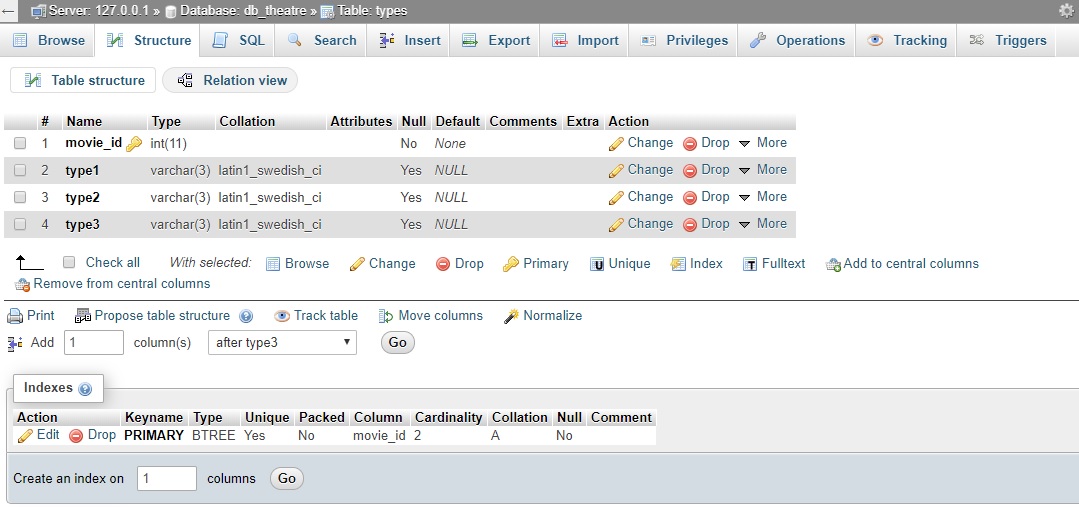 Server: 127.0.0.1 » Database: db_theatre » Table: types
Browse Structure SQL Search Insert Export Import Privileges Operations Tracking Triggers
Table structure Relation view
# Name Type Collation Attributes Null Default Comments Extra Action
1 movie_id int(11) No None Change Drop More
2 type1 varchar(3) latin1_swedish_ci Yes NULL Change Drop More
3 type2 varchar(3) latin1_swedish_ci Yes NULL Change Drop More
4 type3 varchar(3) latin1_swedish_ci Yes NULL Change Drop More
Check all With selected: Browse Change Drop Primary Unique Index Fulltext Add to central columns
Remove from central columns
Print Propose table structure Track table Move columns Normalize
Add 1 column(s) after type3 Go
Indexes
Action Keyname Type Unique Packed Column Cardinality Collation Null Comment
Edit Drop PRIMARY BTREE Yes No movie_id 2 A No
Create an index on 1 columns Go